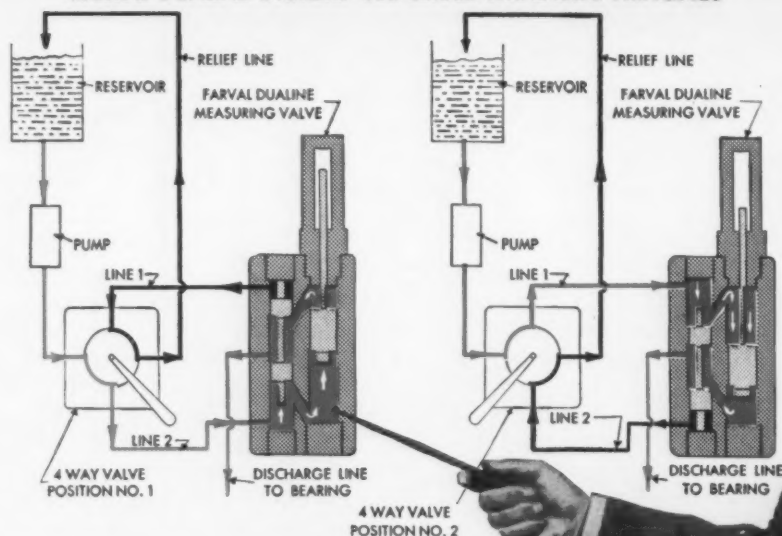 RELIEF LINE
RESERVOIR
FARVAL DUALINE
MEASURING VALVE
PUMP
LINE 1
LINE 2
4 WAY VALVE
POSITION NO. 1
DISCHARGE LINE
TO BEARING
RELIEF LINE
RESERVOIR
FARVAL DUALINE
MEASURING VALVE
PUMP
LINE 1
LINE 2
4 WAY VALVE
POSITION NO. 2
DISCHARGE LINE
TO BEARING